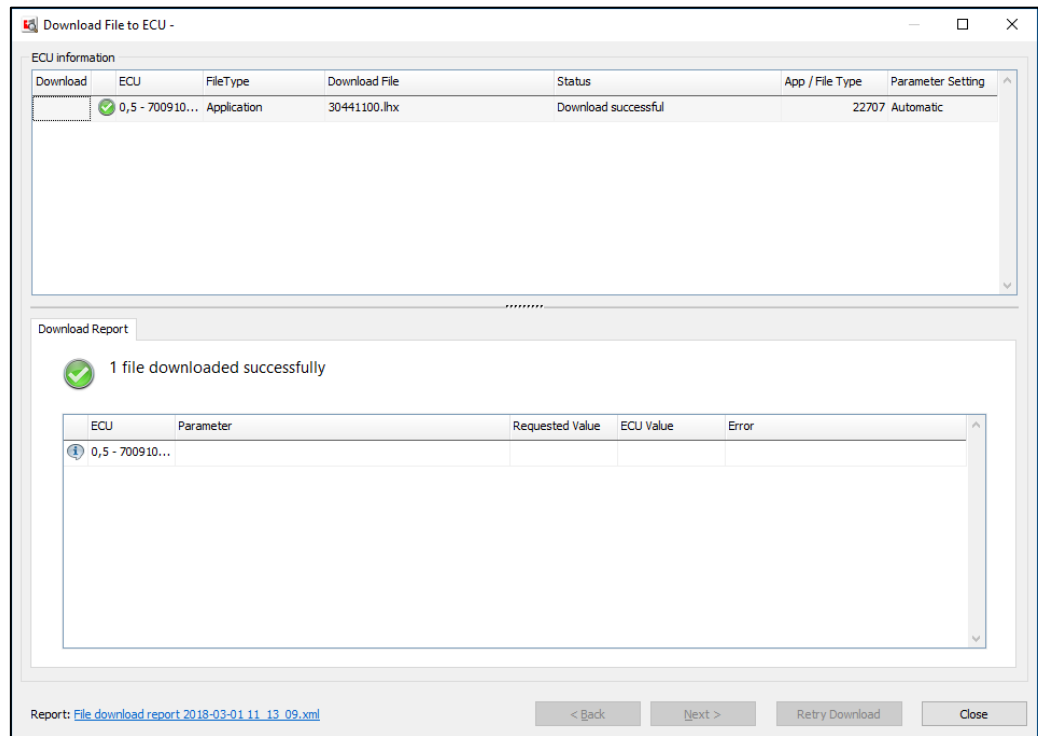 Download File to ECU -
ECU information
Download ECU FileType Download File Status App / File Type Parameter Setting
0,5 - 700910... Application 30441100.lhx Download successful 22707 Automatic
Download Report
1 file downloaded successfully
ECU Parameter Requested Value ECU Value Error
0,5 - 700910...
Report: File download report 2018-03-01 11_13_09.xml < Back Next > Retry Download Close